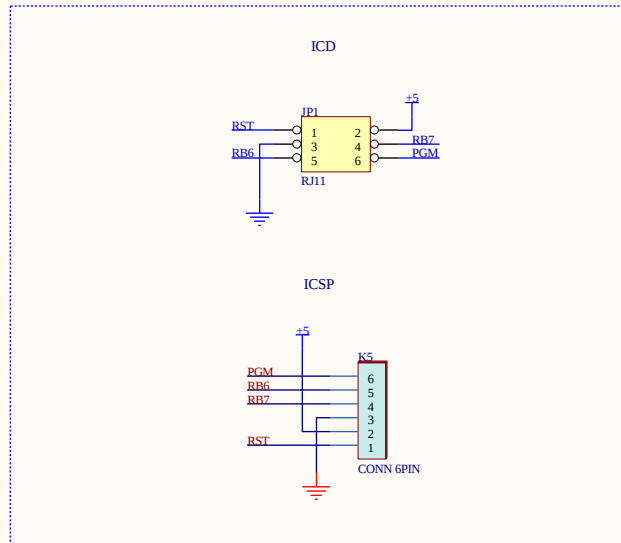 ICD
+5
JP1
RST 1 2
3 4 RB7
RB6 5 6 PGM
RJ11
ICSP
+5
K5
PGM 6
RB6 5
RB7 4
3
2
RST 1
CONN 6PIN